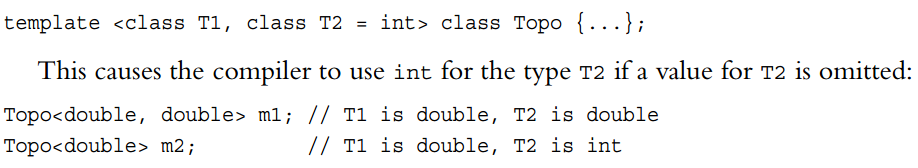 template <class T1, class T2 = int> class Topo {...};
This causes the compiler to use int for the type T2 if a value for T2 is omitted:
Topo<double, double> m1; // T1 is double, T2 is double
Topo<double> m2;         // T1 is double, T2 is int